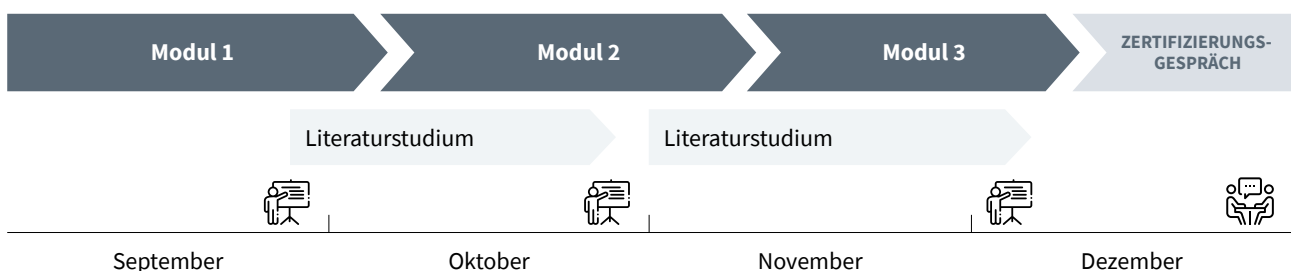 Modul 1
Modul 2
Modul 3
ZERTIFIZIERUNGS-
GESPRÄCH
Literaturstudium
Literaturstudium
September
Oktober
November
Dezember